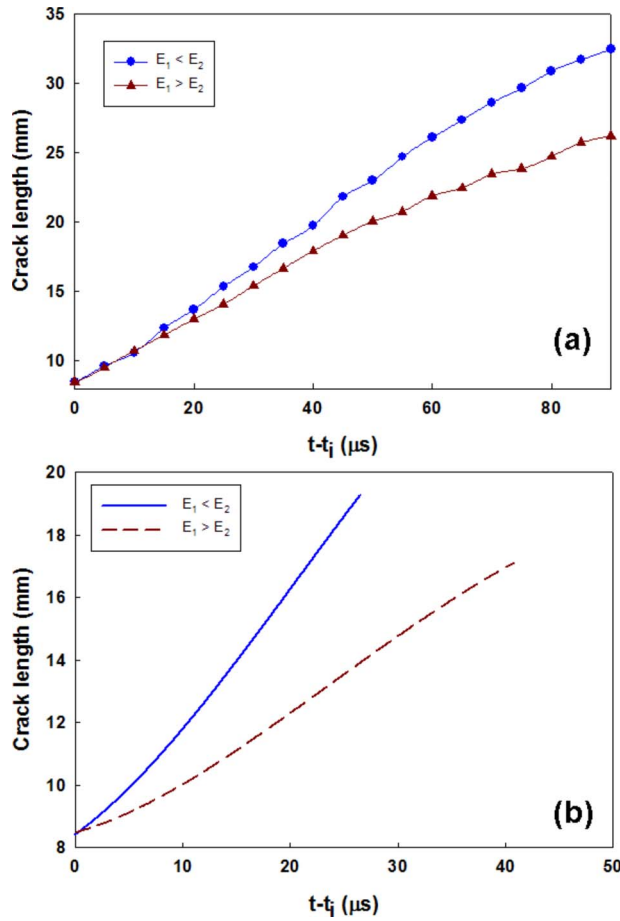 35
30
25
20
15
10
Crack length (mm)
E1 < E2
E1 > E2
(a)
0 20 40 60 80
t-ti (μs)
20
18
16
14
12
10
8
Crack length (mm)
E1 < E2
E1 > E2
(b)
0 10 20 30 40 50
t-ti (μs)